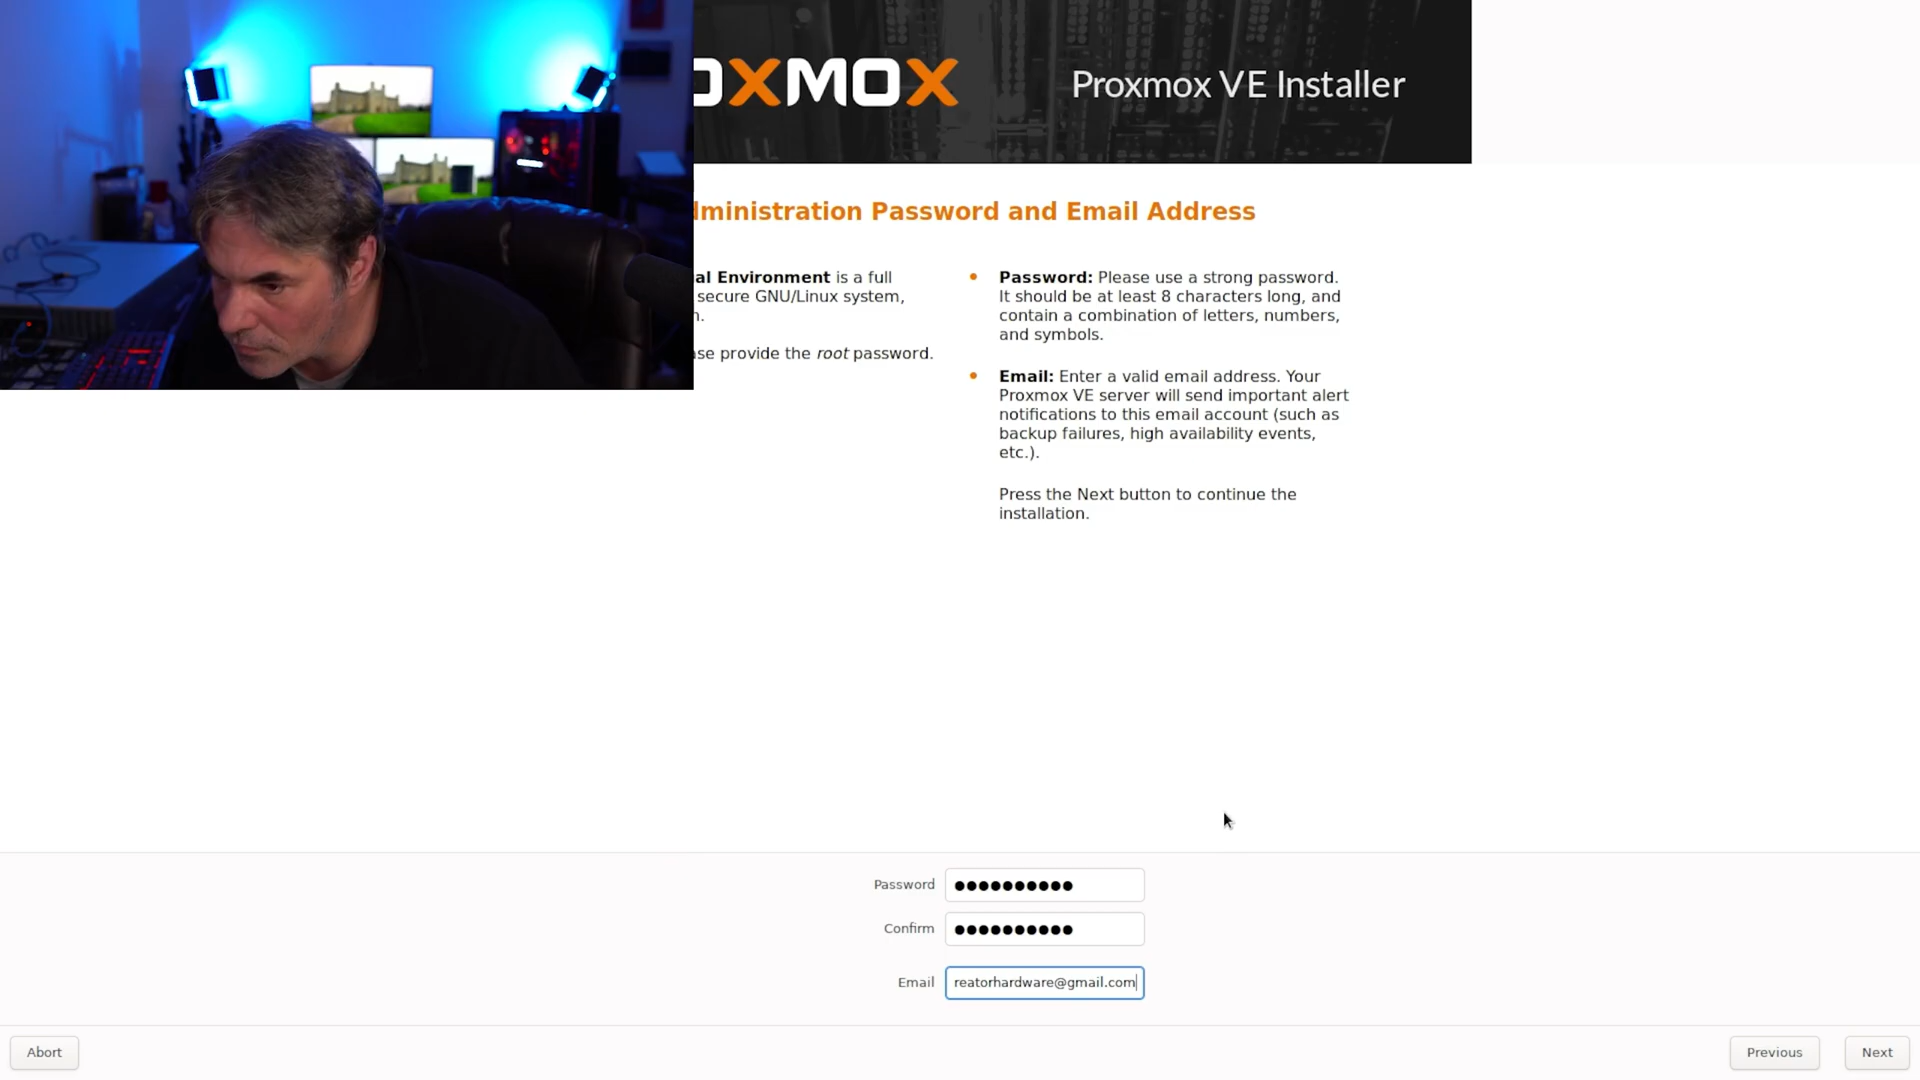 OXMOX
Proxmox VE Installer
dministration Password and Email Address
al Environment is a full
secure GNU/Linux system,
ase provide the root password.
Password: Please use a strong password.
It should be at least 8 characters long, and
contain a combination of letters, numbers,
and symbols.
Email: Enter a valid email address. Your
Proxmox VE server will send important alert
notifications to this email account (such as
backup failures, high availability events,
etc.).
Press the Next button to continue the
installation.
Password
Confirm
Email reatorhardware@gmail.com
Abort
Previous
Next